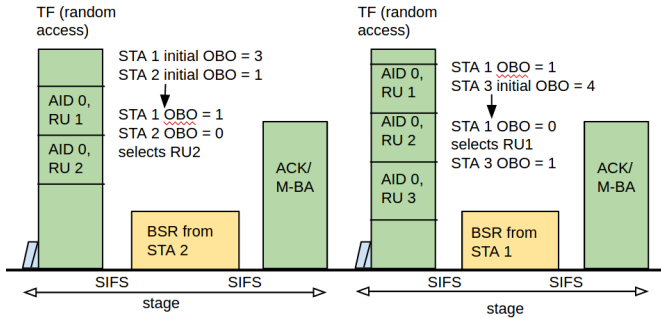 TF (random
access)
STA 1 initial OBO = 3
STA 2 initial OBO = 1
AID 0,
RU 1
STA 1 OBO = 1
STA 2 OBO = 0
selects RU2
AID 0,
RU 2
ACK/
M-BA
BSR from
STA 2
SIFS
SIFS
stage
TF (random
access)
STA 1 OBO = 1
STA 3 initial OBO = 4
AID 0,
RU 1
STA 1 OBO = 0
selects RU1
STA 3 OBO = 1
AID 0,
RU 2
AID 0,
RU 3
ACK/
M-BA
BSR from
STA 1
SIFS
SIFS
stage